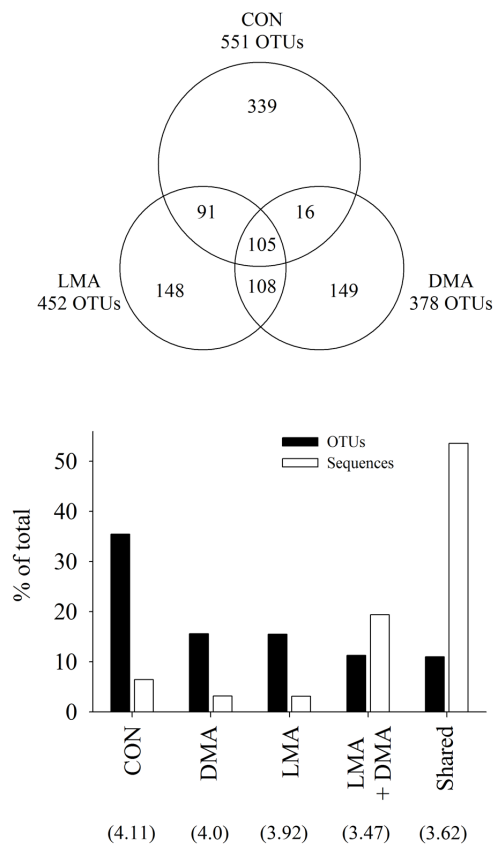 CON
551 OTUs
339
91
16
105
LMA
452 OTUs
148
108
149
DMA
378 OTUs
OTUs
Sequences
% of total
50
40
30
20
10
0
CON
DMA
LMA
LMA
+ DMA
Shared
(4.11)
(4.0)
(3.92)
(3.47)
(3.62)